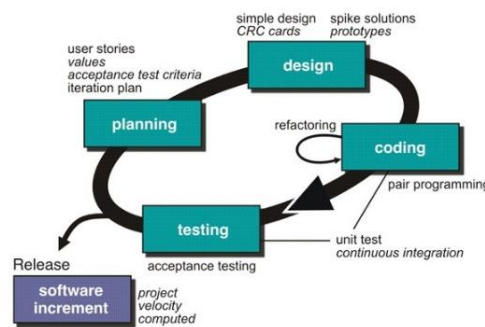 simple design
CRC cards
spike solutions
prototypes
user stories
values
acceptance test criteria
iteration plan
design
planning
refactoring
coding
pair programming
testing
unit test
continuous integration
acceptance testing
Release
software
increment
project
velocity
computed